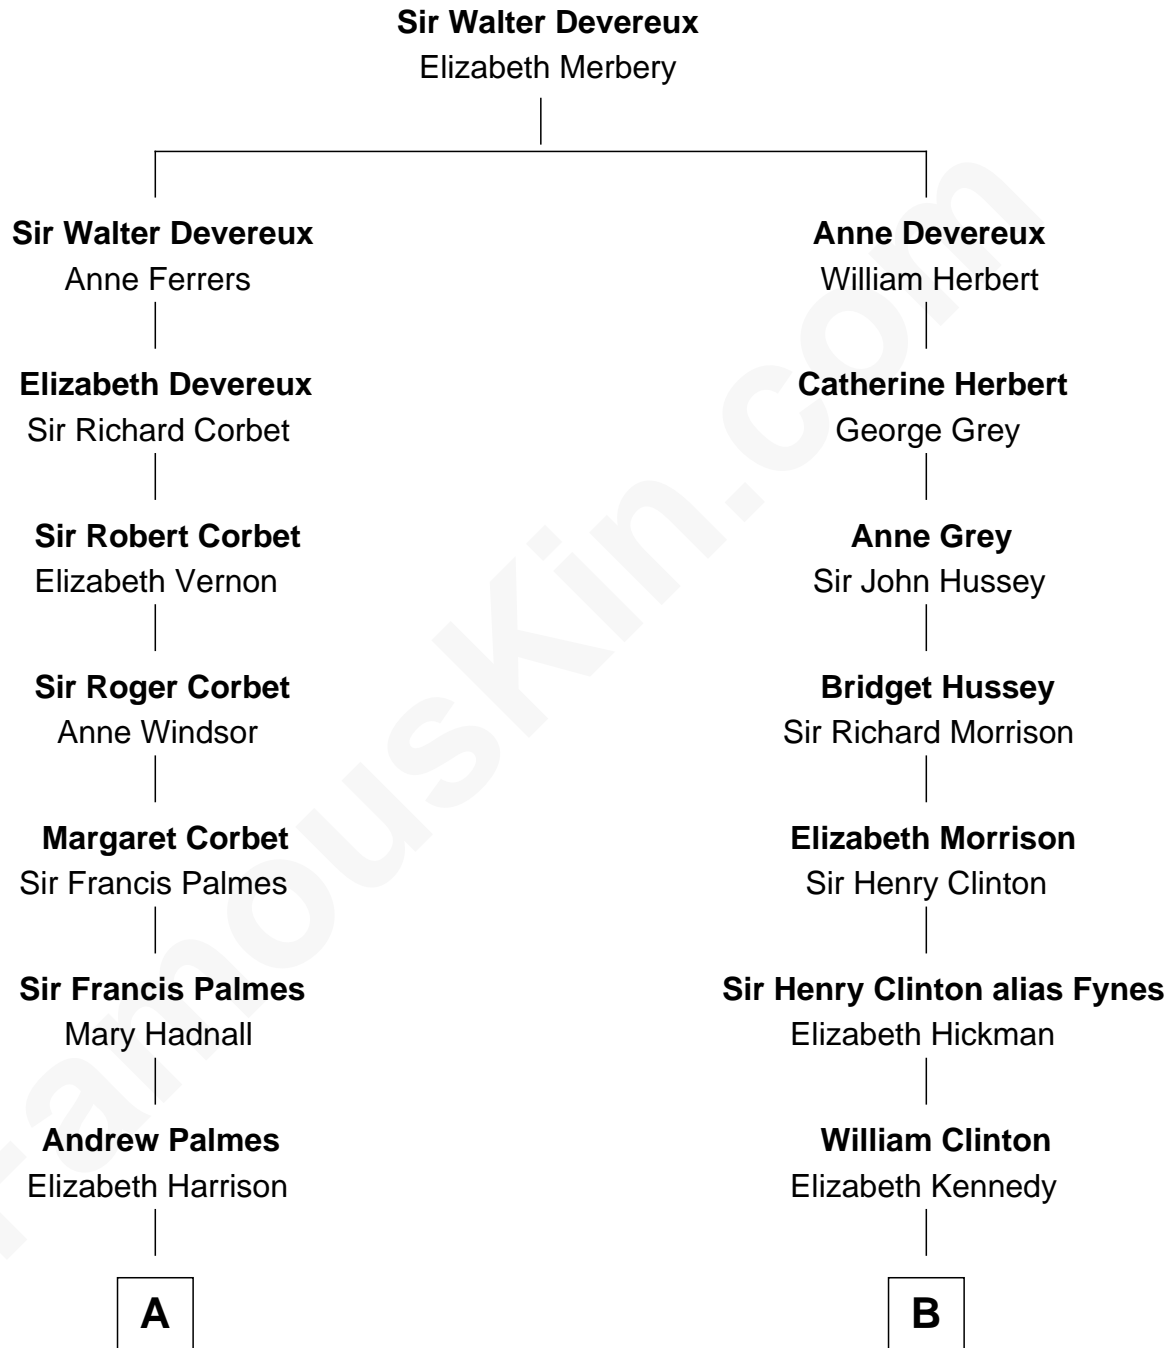 Sir Walter Devereux
Elizabeth Merbery
Sir Walter Devereux
Anne Ferrers
Anne Devereux
William Herbert
Elizabeth Devereux
Sir Richard Corbet
Catherine Herbert
George Grey
Sir Robert Corbet
Elizabeth Vernon
Anne Grey
Sir John Hussey
Sir Roger Corbet
Anne Windsor
Bridget Hussey
Sir Richard Morrison
Margaret Corbet
Sir Francis Palmes
Elizabeth Morrison
Sir Henry Clinton
Sir Francis Palmes
Mary Hadnall
Sir Henry Clinton alias Fynes
Elizabeth Hickman
Andrew Palmes
Elizabeth Harrison
William Clinton
Elizabeth Kennedy
A
B
FamousKin.com